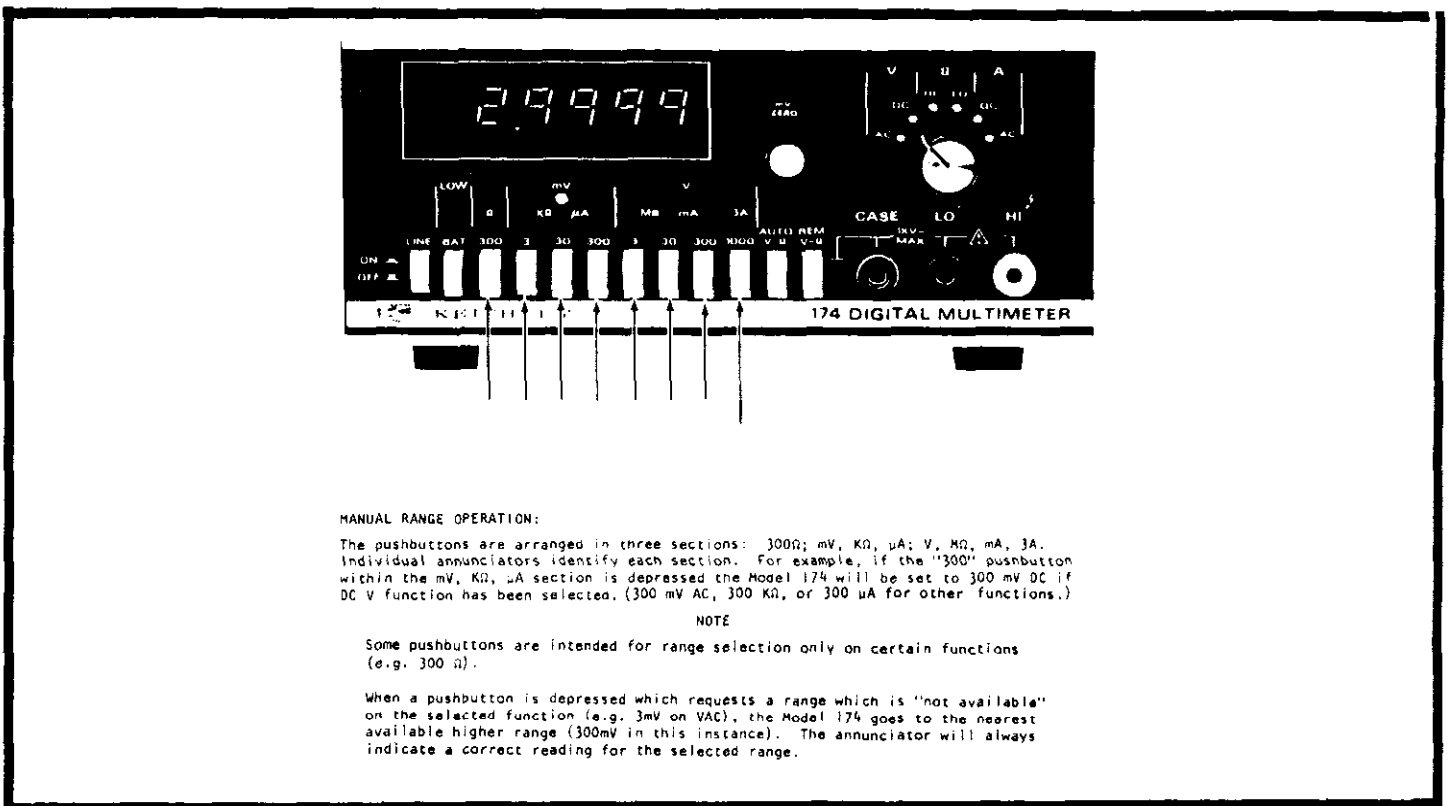 2.9999
mV
ZERO
V Ω A
HI LO
DC DC
AC AC
LOW
mV V
Ω KΩ µA MΩ mA 3A
CASE LO HI
1KV-
MAX
AUTO REM
LINE BAT 300 3 30 300 3 30 300 1000 V Ω V-Ω
ON
OFF
174 DIGITAL MULTIMETER
MANUAL RANGE OPERATION:
The pushbuttons are arranged in three sections: 300Ω; mV, KΩ, µA; V, MΩ, mA, 3A.
Individual annunciators identify each section. For example, if the "300" pushbutton
within the mV, KΩ, µA section is depressed the Model 174 will be set to 300 mV DC if
DC V function has been selected. (300 mV AC, 300 KΩ, or 300 µA for other functions.)
NOTE
Some pushbuttons are intended for range selection only on certain functions
(e.g. 300 Ω).
When a pushbutton is depressed which requests a range which is "not available"
on the selected function (e.g. 3mV on VAC), the Model 174 goes to the nearest
available higher range (300mV in this instance). The annunciator will always
indicate a correct reading for the selected range.